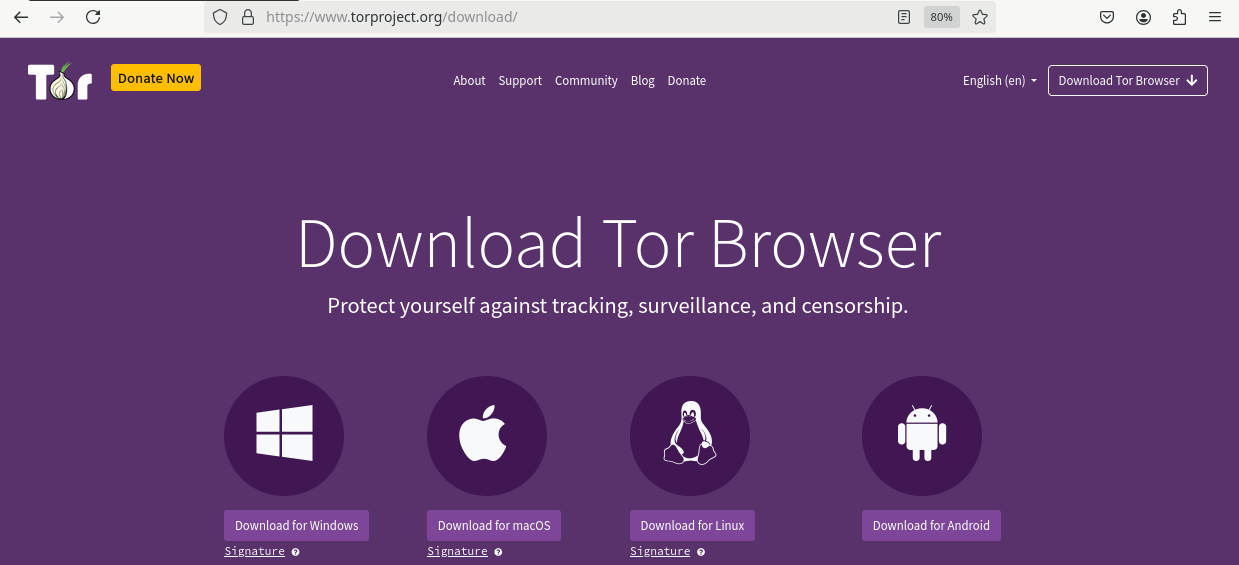 https://www.torproject.org/download/
80%
Tor
Donate Now
About Support Community Blog Donate
English (en)
Download Tor Browser
Download Tor Browser
Protect yourself against tracking, surveillance, and censorship.
Download for Windows Download for macOS Download for Linux Download for Android
Signature ? Signature ? Signature ?